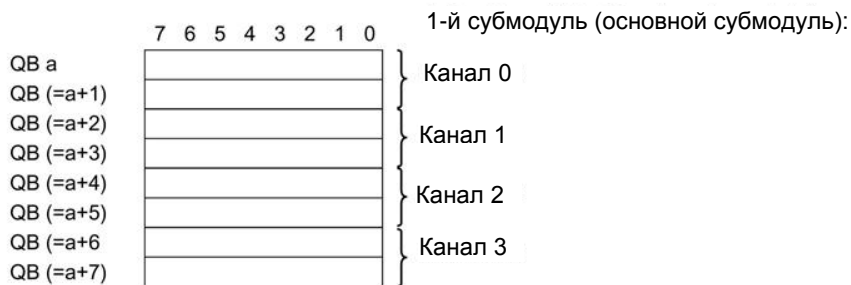 1-й субмодуль (основной субмодуль):
7 6 5 4 3 2 1 0
QB a
Канал 0
QB (=a+1)
QB (=a+2)
Канал 1
QB (=a+3)
QB (=a+4)
Канал 2
QB (=a+5)
QB (=a+6
Канал 3
QB (=a+7)